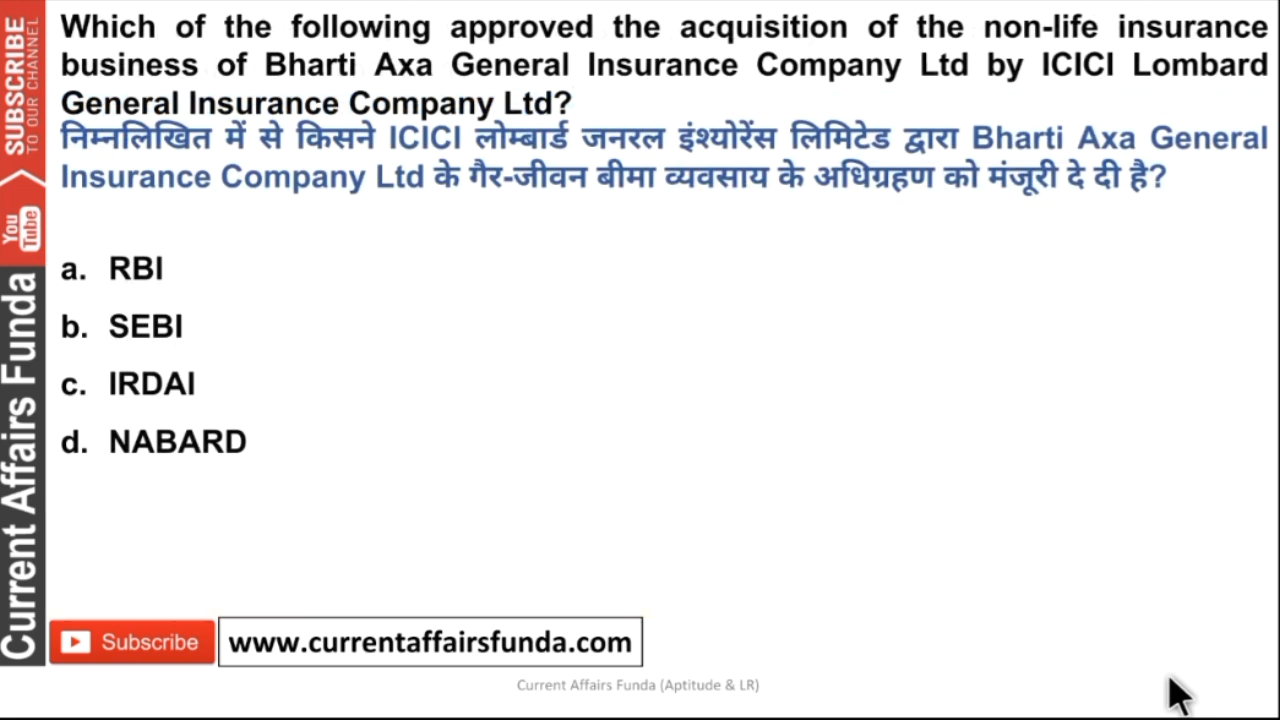 Which of the following approved the acquisition of the non-life insurance
business of Bharti Axa General Insurance Company Ltd by ICICI Lombard
General Insurance Company Ltd?
निम्नलिखित में से किसने ICICI लोम्बार्ड जनरल इंश्योरेंस लिमिटेड द्वारा Bharti Axa General
Insurance Company Ltd के गैर-जीवन बीमा व्यवसाय के अधिग्रहण को मंजूरी दे दी है?
a. RBI
b. SEBI
c. IRDAI
d. NABARD
SUBSCRIBE
TO OUR CHANNEL
You
Tube
Current Affairs Funda
Subscribe
www.currentaffairsfunda.com
Current Affairs Funda (Aptitude & LR)